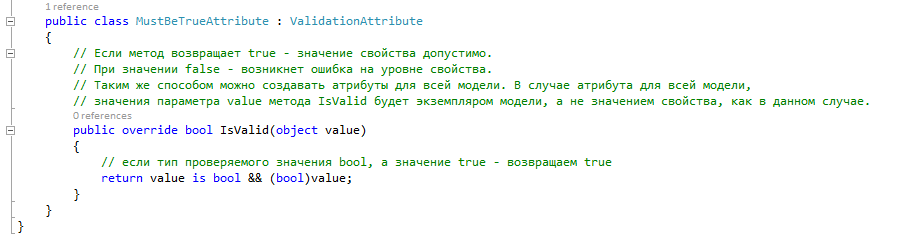 1 reference
public class MustBeTrueAttribute : ValidationAttribute
{
// Если метод возвращает true - значение свойства допустимо.
// При значении false - возникнет ошибка на уровне свойства.
// Таким же способом можно создавать атрибуты для всей модели. В случае атрибута для всей модели,
// значения параметра value метода IsValid будет экземпляром модели, а не значением свойства, как в данном случае.
0 references
public override bool IsValid(object value)
{
// если тип проверяемого значения bool, а значение true - возвращаем true
return value is bool && (bool)value;
}
}
}